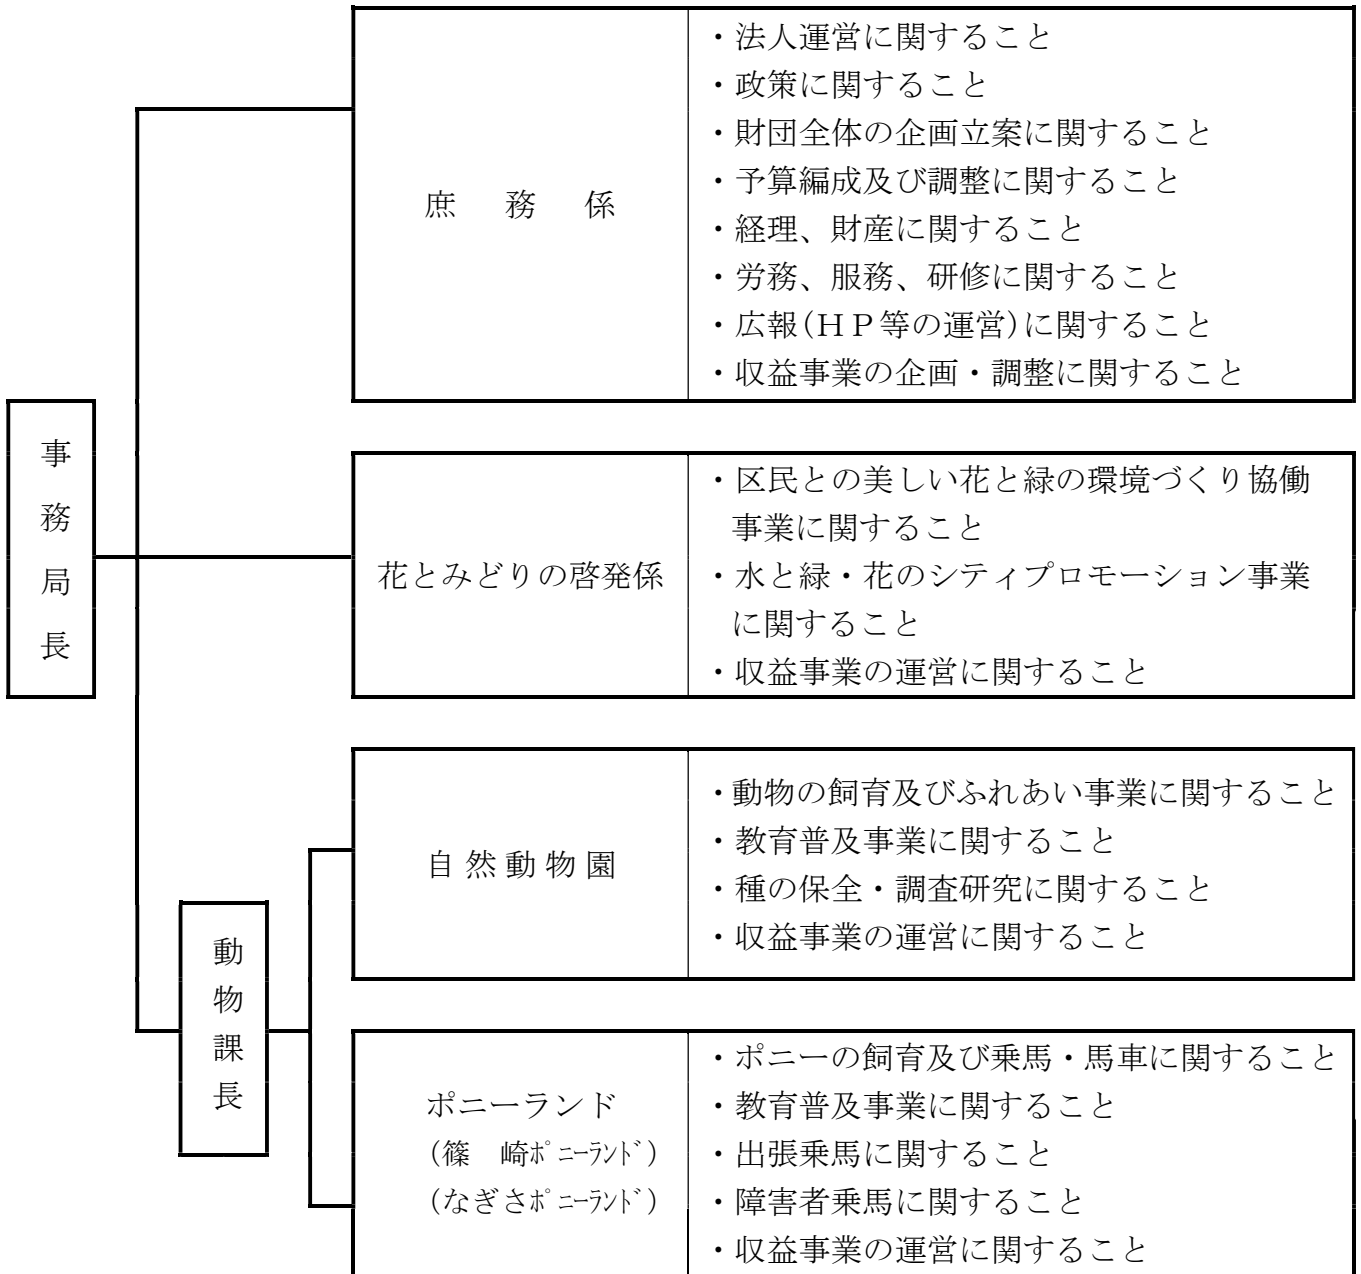 事務局長
庶務係
・法人運営に関すること
・政策に関すること
・財団全体の企画立案に関すること
・予算編成及び調整に関すること
・経理、財産に関すること
・労務、服務、研修に関すること
・広報(ＨＰ等の運営)に関すること
・収益事業の企画・調整に関すること
花とみどりの啓発係
・区民との美しい花と緑の環境づくり協働
事業に関すること
・水と緑・花のシティプロモーション事業
に関すること
・収益事業の運営に関すること
動物課長
自然動物園
・動物の飼育及びふれあい事業に関すること
・教育普及事業に関すること
・種の保全・調査研究に関すること
・収益事業の運営に関すること
ポニーランド
(篠　崎ﾎﾟﾆｰﾗﾝﾄﾞ)
(なぎさﾎﾟﾆｰﾗﾝﾄﾞ)
・ポニーの飼育及び乗馬・馬車に関すること
・教育普及事業に関すること
・出張乗馬に関すること
・障害者乗馬に関すること
・収益事業の運営に関すること